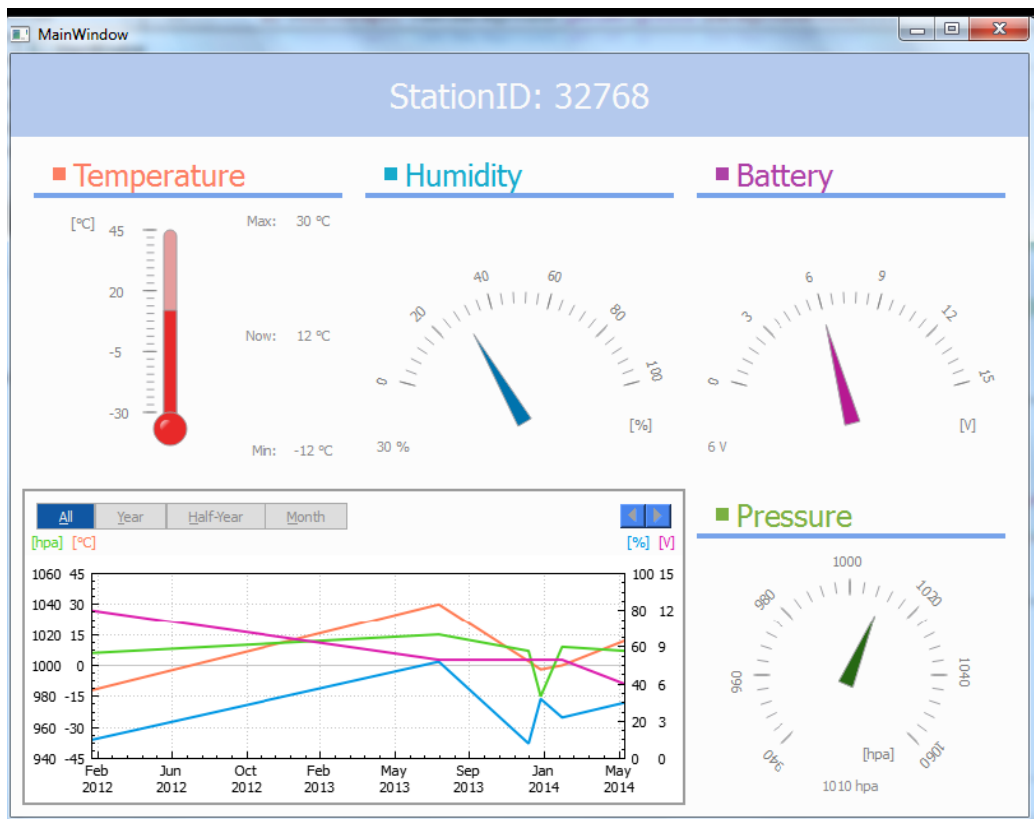 MainWindow
StationID: 32768
Temperature
[°C]
45
20
-5
-30
Max: 30 °C
Now: 12 °C
Min: -12 °C
Humidity
0 20 40 60 80 100
[%]
30 %
Battery
0 3 6 9 12 15
[V]
6 V
All Year Half-Year Month
[hpa] [°C] [%] [V]
1060 45 100 15
1040 30 80 12
1020 15 60 9
1000 0 40 6
980 -15 20 3
960 -30 0 0
940 -45
Feb Jun Oct Feb May Sep Jan May
2012 2012 2012 2013 2013 2013 2014 2014
Pressure
940 960 980 1000 1020 1040 1060
[hpa]
1010 hpa